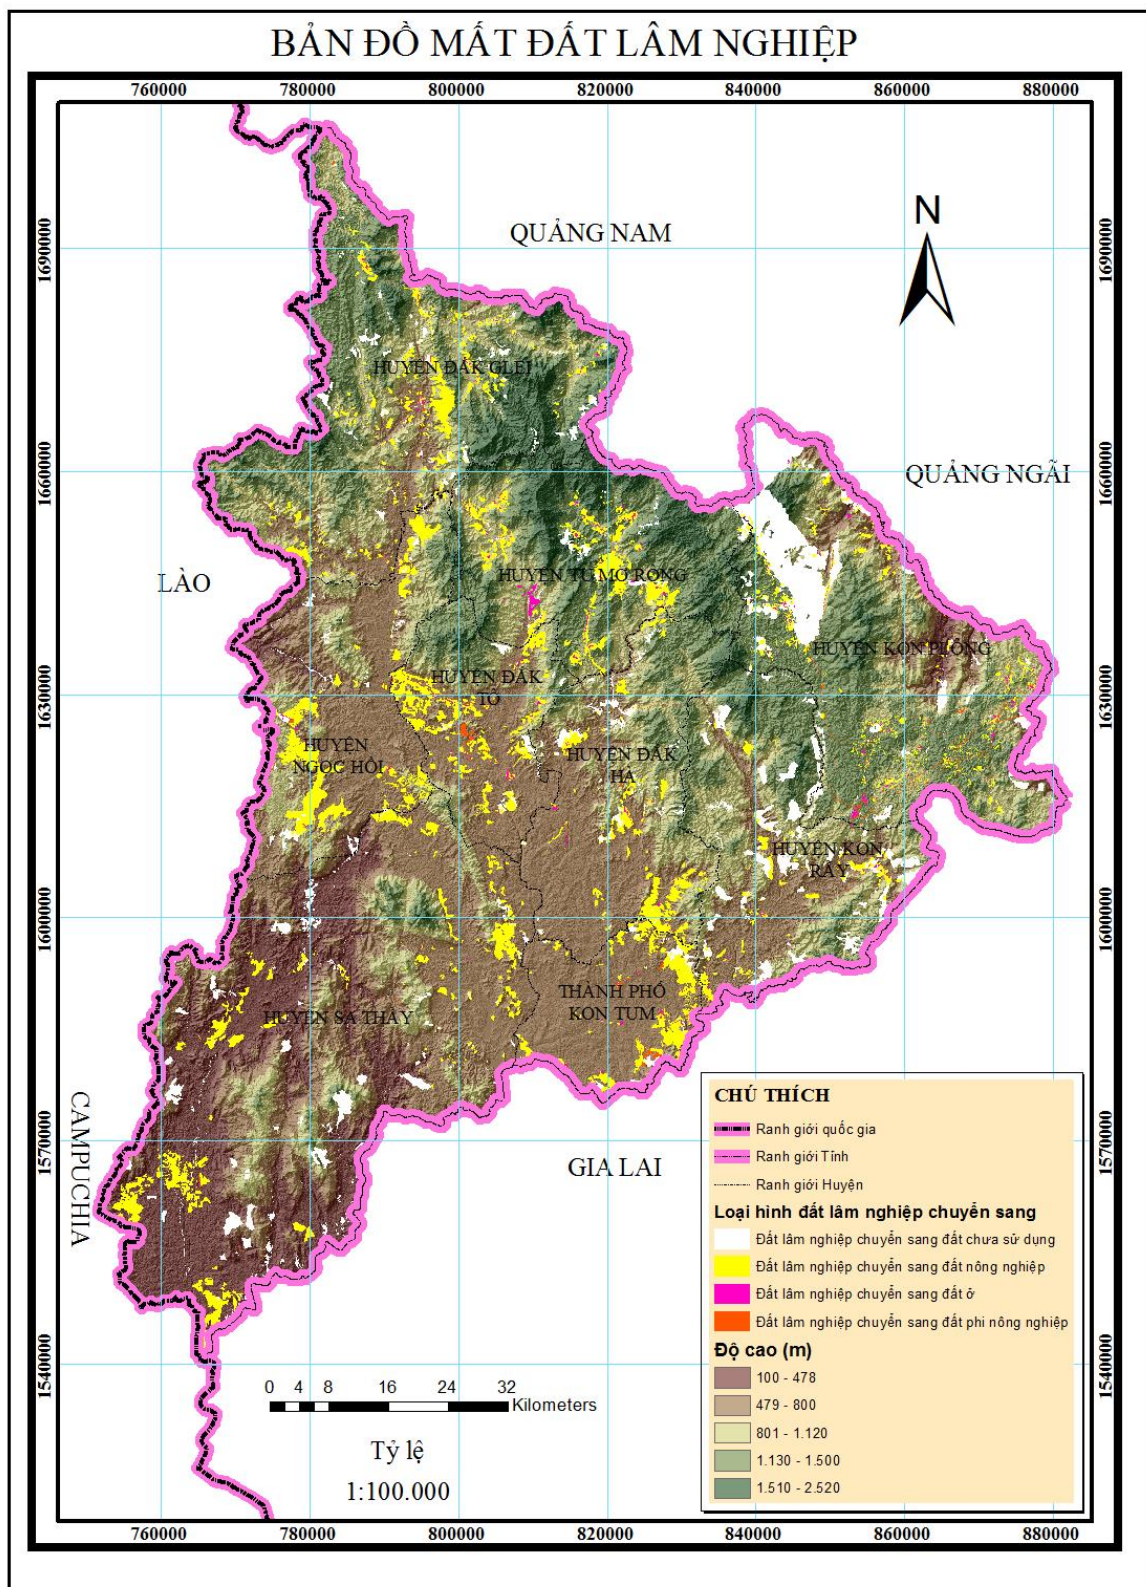 BẢN ĐỒ MẤT ĐẤT LÂM NGHIỆP
760000 780000 800000 820000 840000 860000 880000
1690000
1690000
QUẢNG NAM
N
HUYỆN ĐĂK GLEI
1660000
1660000
QUẢNG NGÃI
LÀO
HUYỆN TU MƠ RÔNG
HUYỆN KON PLÔNG
1630000
1630000
HUYỆN ĐĂK
TÔ
HUYỆN
NGỌC HỒI
HUYỆN ĐĂK
HÀ
HUYỆN KON
RẪY
1600000
1600000
THÀNH PHỐ
KON TUM
HUYỆN SA THẦY
CAMPUCHIA
1570000
GIA LAI
1570000
CHÚ THÍCH
Ranh giới quốc gia
Ranh giới Tỉnh
Ranh giới Huyện
Loại hình đất lâm nghiệp chuyển sang
Đất lâm nghiệp chuyển sang đất chưa sử dụng
Đất lâm nghiệp chuyển sang đất nông nghiệp
Đất lâm nghiệp chuyển sang đất ở
Đất lâm nghiệp chuyển sang đất phi nông nghiệp
Độ cao (m)
100 - 478
479 - 800
801 - 1.120
1.130 - 1.500
1.510 - 2.520
1540000
1540000
0 4 8 16 24 32
Kilometers
Tỷ lệ
1:100.000
760000 780000 800000 820000 840000 860000 880000